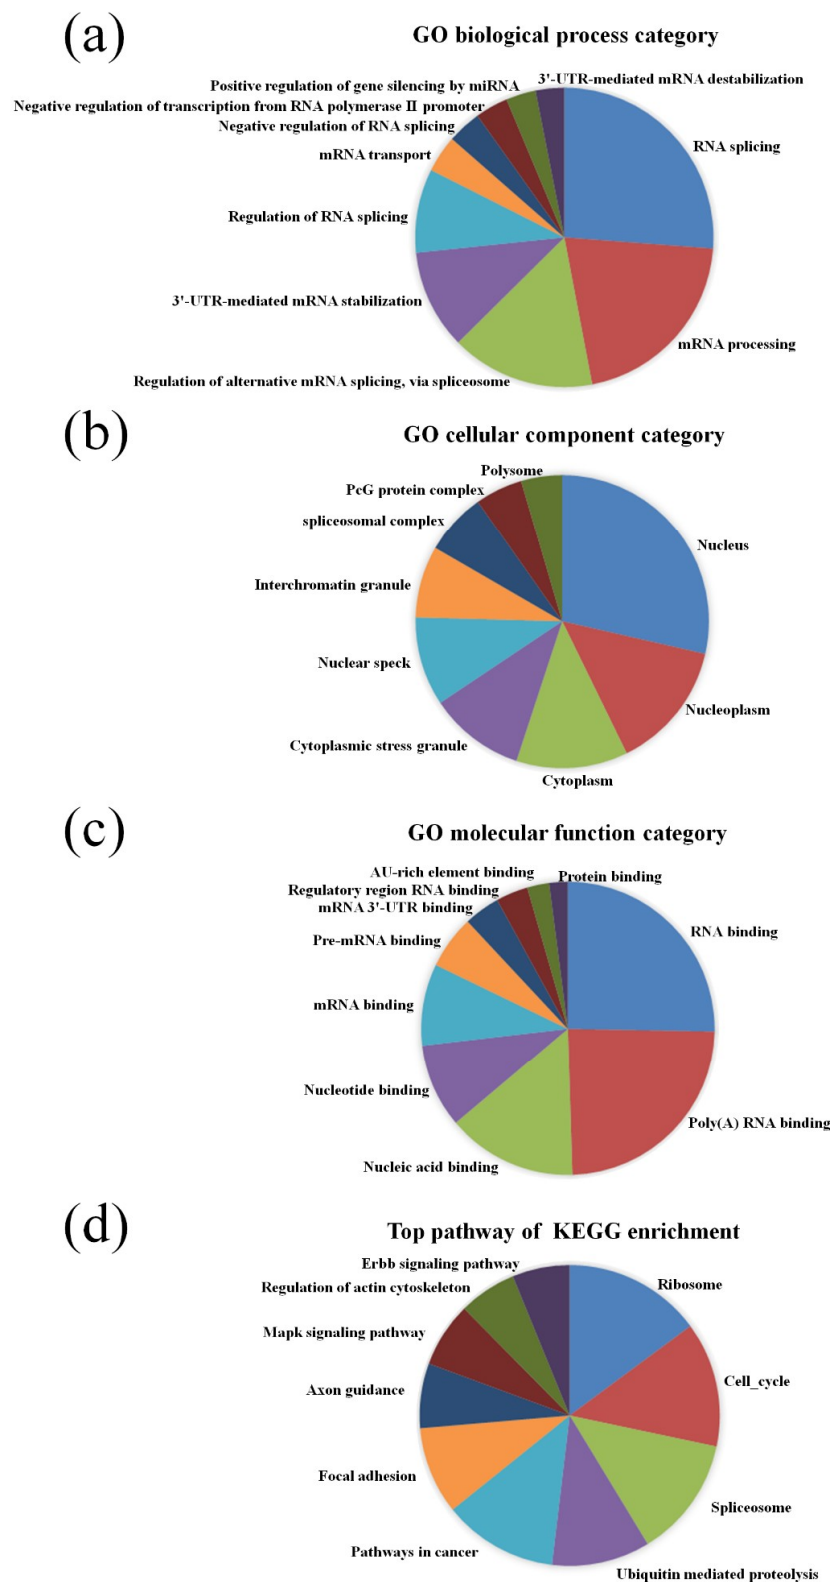 (a)
GO biological process category
3'-UTR-mediated mRNA destabilization
Positive regulation of gene silencing by miRNA
Negative regulation of transcription from RNA polymerase II promoter
Negative regulation of RNA splicing
RNA splicing
mRNA transport
Regulation of RNA splicing
3'-UTR-mediated mRNA stabilization
mRNA processing
Regulation of alternative mRNA splicing, via spliceosome
(b)
GO cellular component category
Polysome
PcG protein complex
spliceosomal complex
Nucleus
Interchromatin granule
Nuclear speck
Nucleoplasm
Cytoplasmic stress granule
Cytoplasm
(c)
GO molecular function category
AU-rich element binding
Protein binding
Regulatory region RNA binding
mRNA 3'-UTR binding
RNA binding
Pre-mRNA binding
mRNA binding
Nucleotide binding
Poly(A) RNA binding
Nucleic acid binding
(d)
Top pathway of KEGG enrichment
Erbb signaling pathway
Ribosome
Regulation of actin cytoskeleton
Mapk signaling pathway
Cell_cycle
Axon guidance
Focal adhesion
Spliceosome
Pathways in cancer
Ubiquitin mediated proteolysis